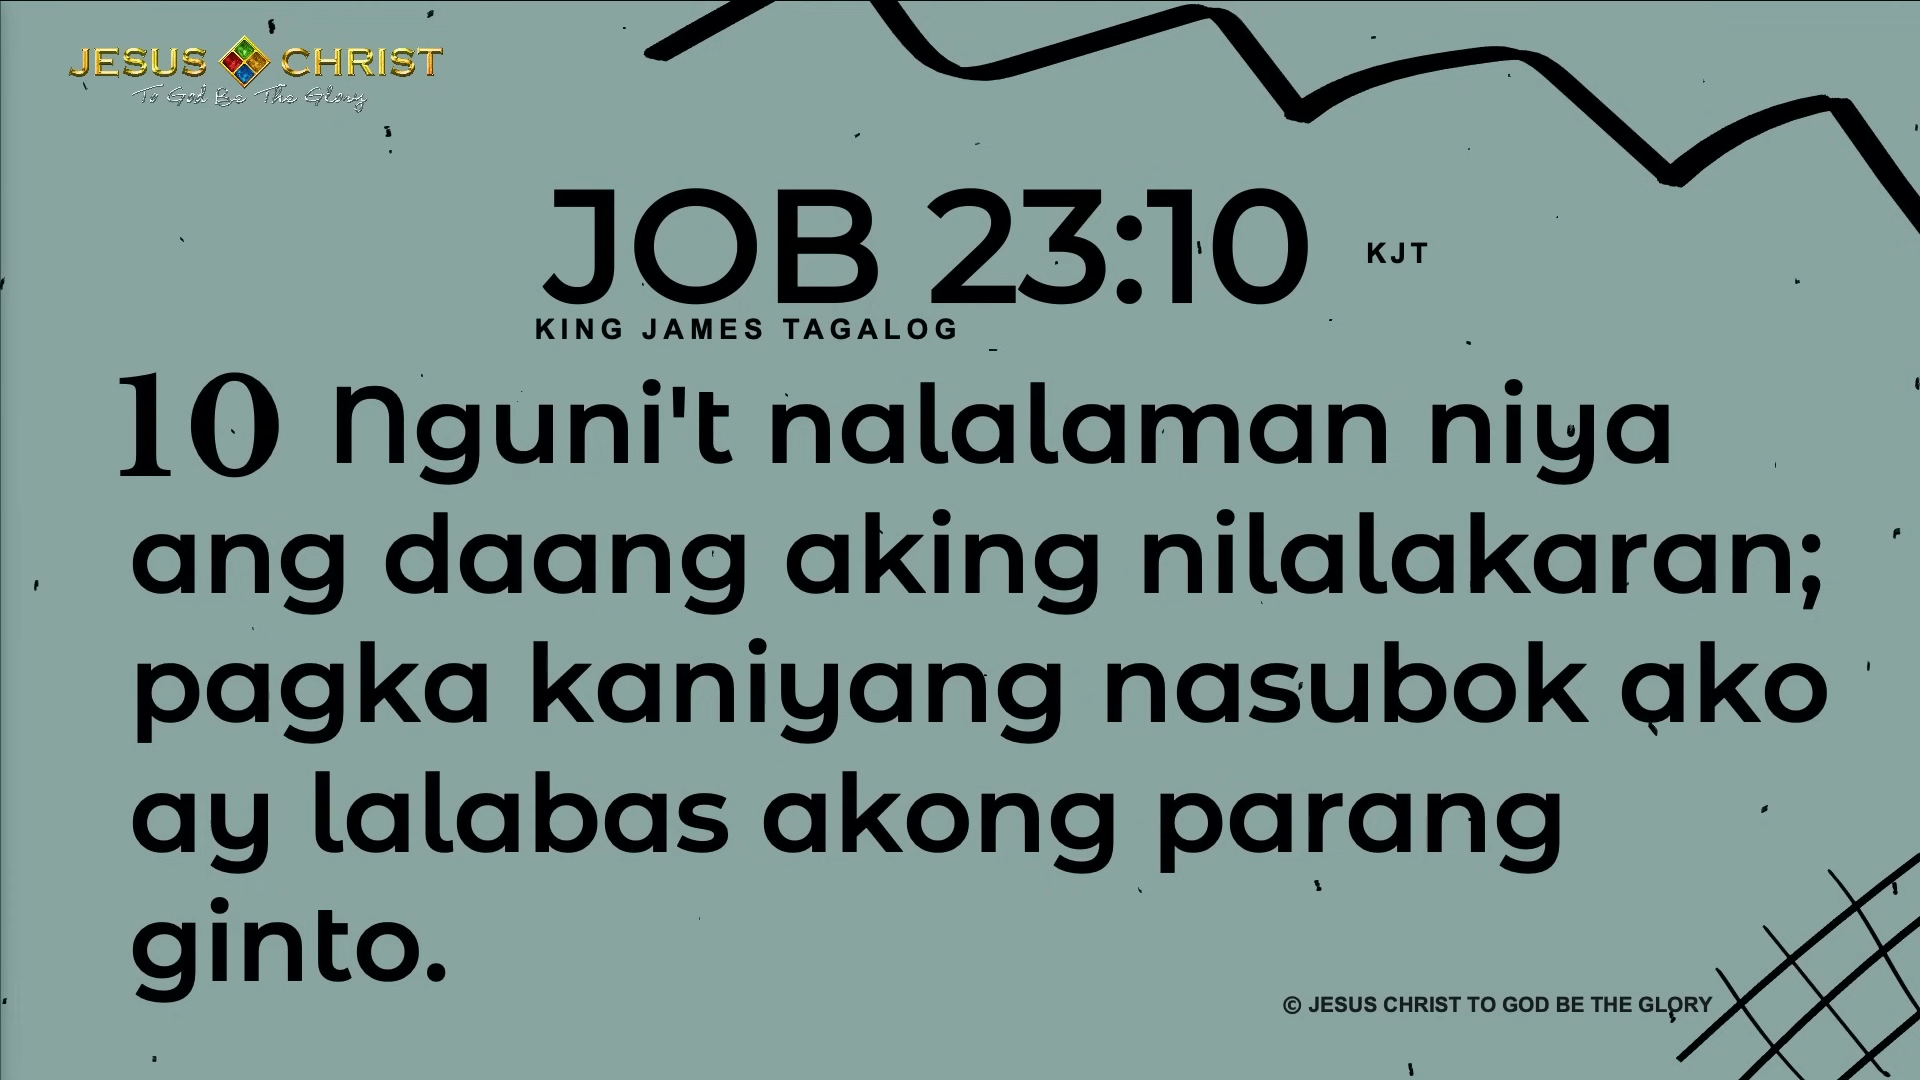 JESUS CHRIST
To God Be The Glory
JOB 23:10 KJT
KING JAMES TAGALOG
10 Nguni't nalalaman niya
ang daang aking nilalakaran;
pagka kaniyang nasubok ako
ay lalabas akong parang
ginto.
© JESUS CHRIST TO GOD BE THE GLORY